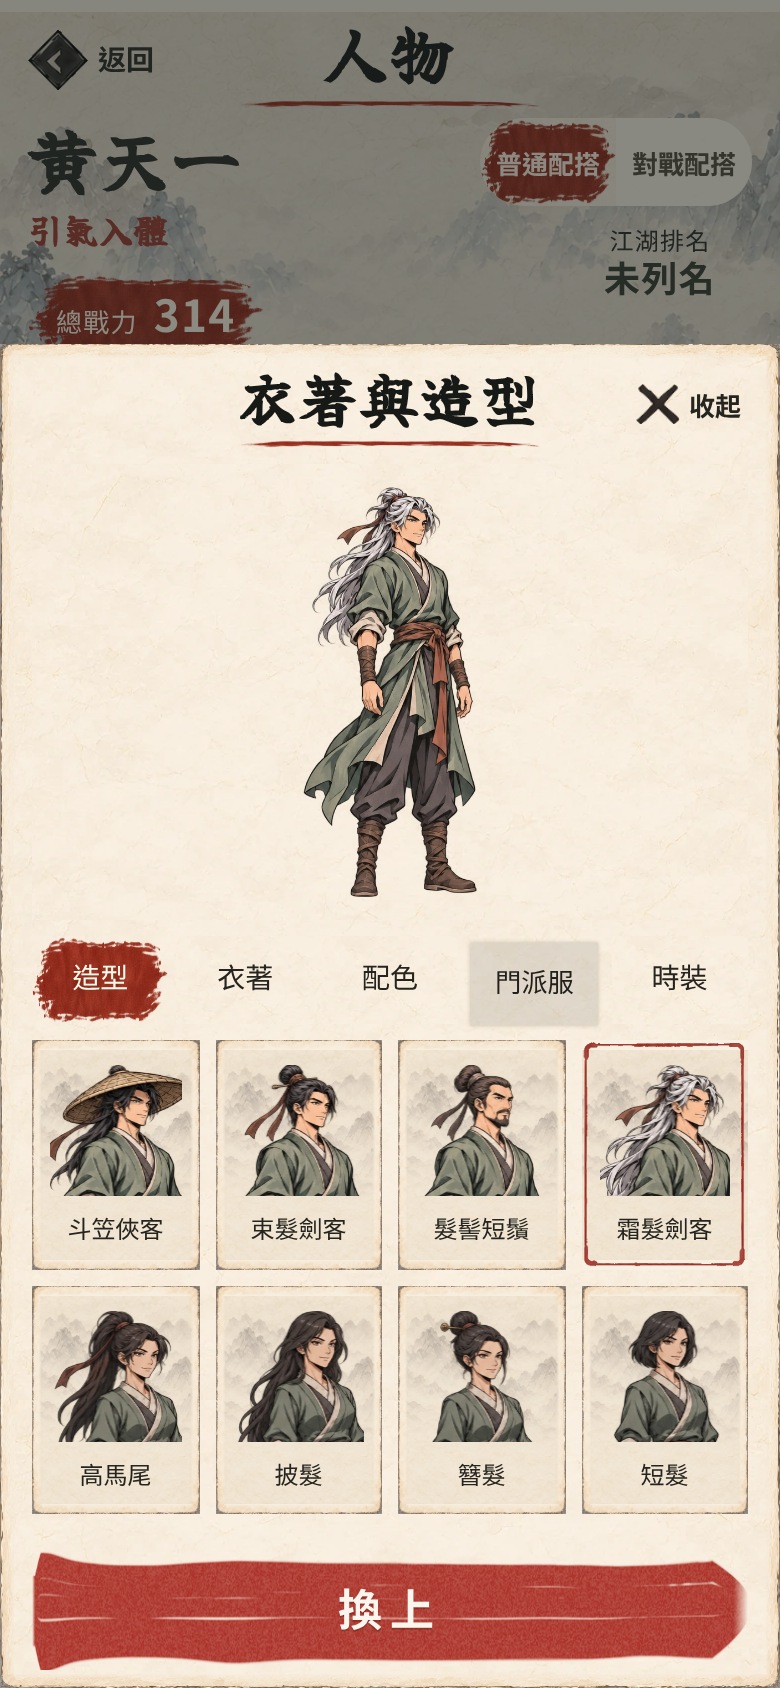 返回
人物
黃天一
普通配搭
對戰配搭
引氣入體
江湖排名
未列名
總戰力 314
衣著與造型
收起
造型
衣著
配色
門派服
時裝
斗笠俠客
束髮劍客
髮髻短鬚
霜髮劍客
高馬尾
披髮
簪髮
短髮
換上